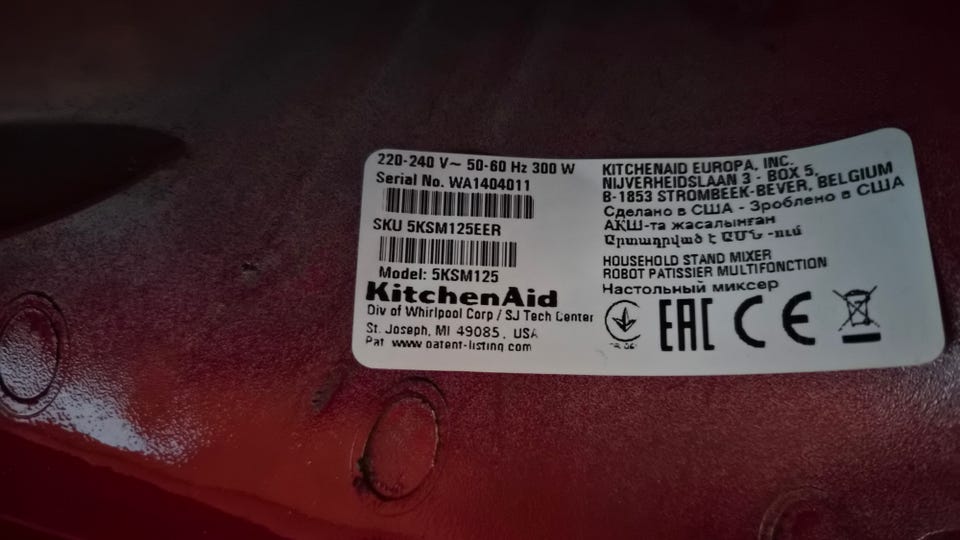 220-240 V~ 50-60 Hz 300 W
Serial No. WA1404011
SKU 5KSM125EER
Model: 5KSM125
KitchenAid
Div of Whirlpool Corp / SJ Tech Center
St. Joseph, MI 49085, USA
Pat www.patent-listing.com
KITCHENAID EUROPA, INC.
NIJVERHEIDSLAAN 3 - BOX 5,
B-1853 STROMBEEK-BEVER, BELGIUM
Сделано в США - Зроблено в США
АҚШ-та жасалынған
Արտադրված է ԱՄՆ -ում
HOUSEHOLD STAND MIXER
ROBOT PATISSIER MULTIFONCTION
Настольный миксер
EAC CE